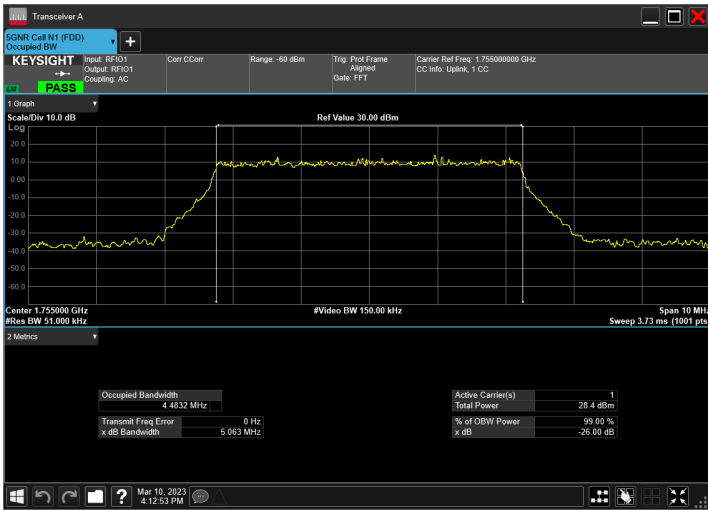 Transceiver A
5GNR Cell N1 (FDD)
Occupied BW
KEYSIGHT
LXI
PASS
Input: RFIO1
Output: RFIO1
Coupling: AC
Corr CCorr
Range: -60 dBm
Trig: Prot Frame
Aligned
Gate: FFT
Carrier Ref Freq: 1.755000000 GHz
CC Info: Uplink, 1 CC
1 Graph
Scale/Div 10.0 dB
Ref Value 30.00 dBm
Log
20.0
10.0
0.00
-10.0
-20.0
-30.0
-40.0
-50.0
-60.0
Center 1.755000 GHz
#Video BW 150.00 kHz
Span 10 MHz
#Res BW 51.000 kHz
Sweep 3.73 ms (1001 pts
2 Metrics
Occupied Bandwidth
4.4832 MHz
Transmit Freq Error 0 Hz
x dB Bandwidth 5.063 MHz
Active Carrier(s) 1
Total Power 28.4 dBm
% of OBW Power 99.00 %
x dB -26.00 dB
?
Mar 10, 2023
4:12:53 PM